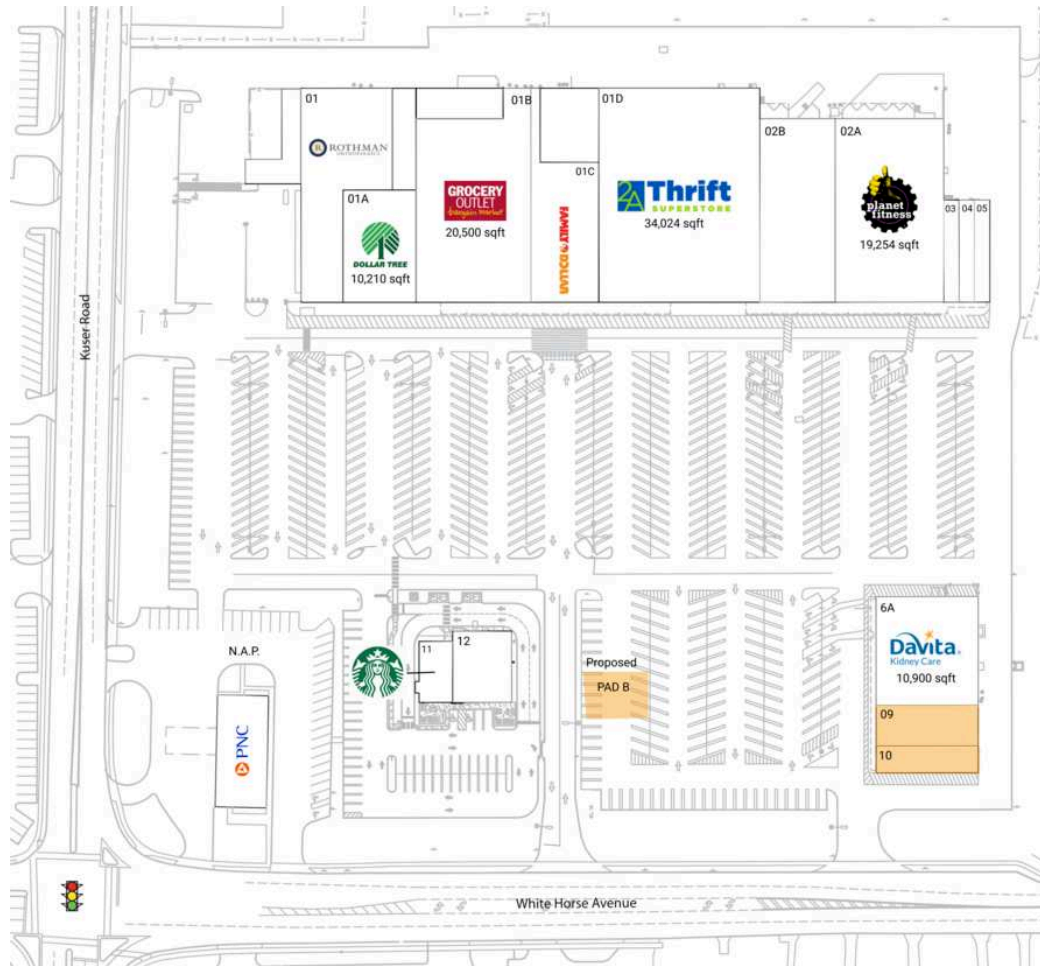 01
ROTHMAN
01A
DOLLAR TREE
10,210 sqft
01B
GROCERY
OUTLET
bargain market
20,500 sqft
01C
FAMILY DOLLAR
01D
2A Thrift
SUPERSTORE
34,024 sqft
02B
02A
planet
fitness
19,254 sqft
03 04 05
Kuser Road
N.A.P.
PNC
11
12
Proposed
PAD B
6A
DaVita.
Kidney Care
10,900 sqft
09
10
White Horse Avenue